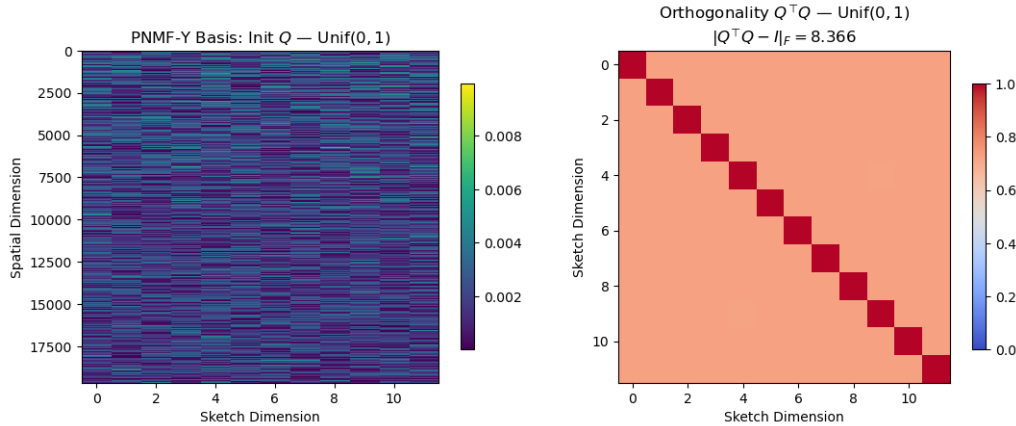 PNMF-Y Basis: Init Q — Unif(0, 1)
0
2500
5000
7500
10000
12500
15000
17500
Spatial Dimension
0 2 4 6 8 10
Sketch Dimension
0.008
0.006
0.004
0.002
Orthogonality Q⊤Q — Unif(0, 1)
|Q⊤Q − I|F = 8.366
0
2
4
6
8
10
Sketch Dimension
0 2 4 6 8 10
Sketch Dimension
1.0
0.8
0.6
0.4
0.2
0.0